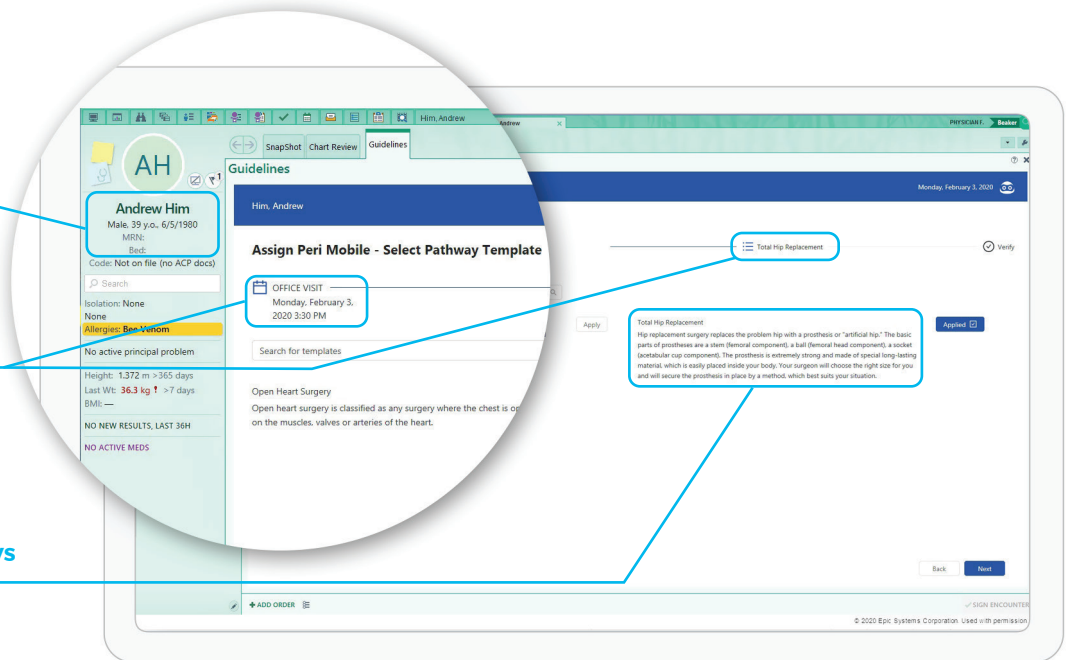 Him, Andrew
Andrew
PHYSICIAN F.
Beaker
SnapShot
Chart Review
Guidelines
AH
1
Guidelines
Andrew Him
Male, 39 y.o., 6/5/1980
MRN:
Bed:
Code: Not on file (no ACP docs)
Search
Isolation: None
None
Allergies: Bee Venom
No active principal problem
Height: 1.372 m >365 days
Last Wt: 36.3 kg >7 days
BMI: —
NO NEW RESULTS, LAST 36H
NO ACTIVE MEDS
Him, Andrew
Monday, February 3, 2020
Assign Peri Mobile - Select Pathway Template
Total Hip Replacement
Verify
OFFICE VISIT
Monday, February 3,
2020 3:30 PM
Search for templates
Apply
Open Heart Surgery
Open heart surgery is classified as any surgery where the chest is op
on the muscles, valves or arteries of the heart.
Total Hip Replacement
Hip replacement surgery replaces the problem hip with a prosthesis or "artificial hip." The basic
parts of prostheses are a stem (femoral component), a ball (femoral head component), a socket
(acetabular cup component). The prosthesis is extremely strong and made of special long-lasting
material, which is easily placed inside your body. Your surgeon will choose the right size for you
and will secure the prosthesis in place by a method, which best suits your situation.
Applied
ys
Back
Next
+ ADD ORDER
SIGN ENCOUNTER
© 2020 Epic Systems Corporation. Used with permission.